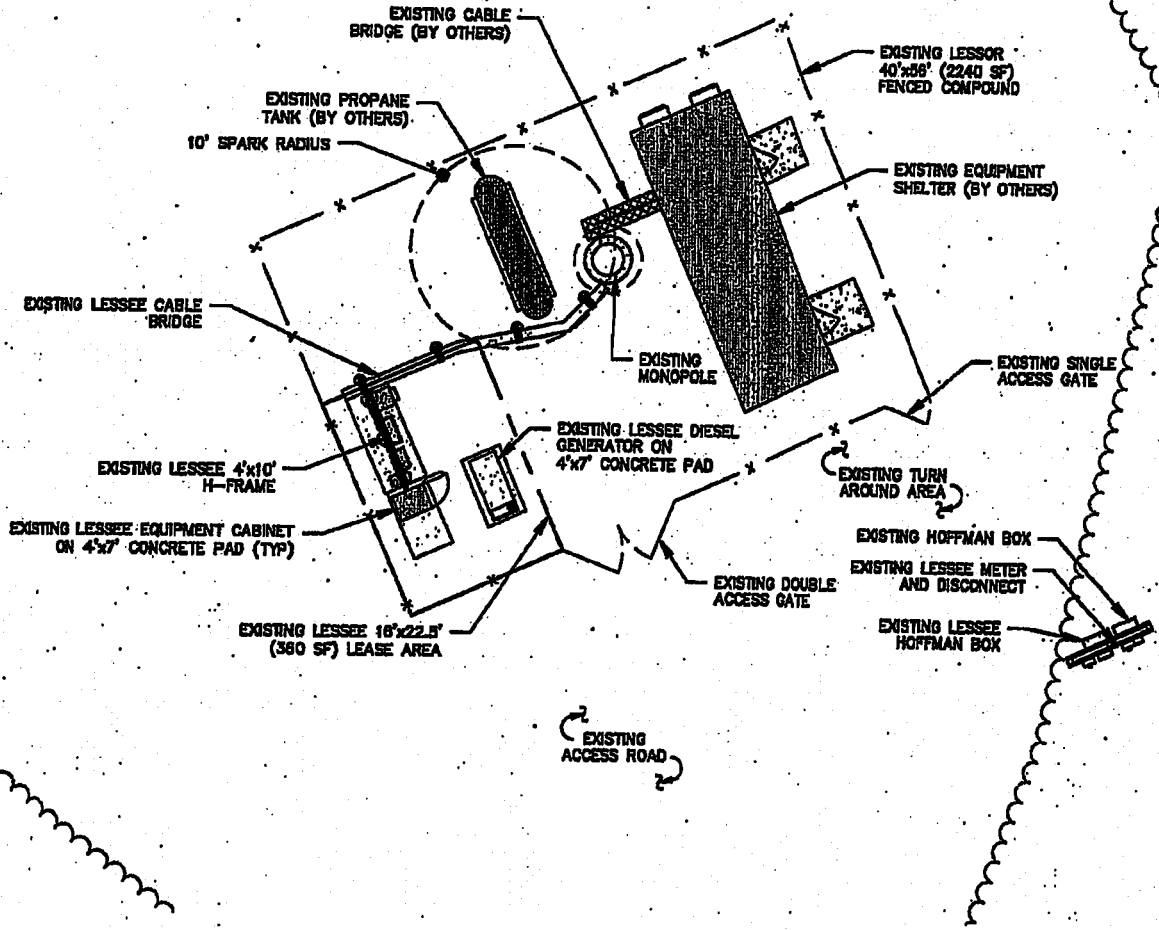 EXISTING CABLE
BRIDGE (BY OTHERS)
EXISTING LESSOR
40'x56' (2240 SF)
FENCED COMPOUND
EXISTING PROPANE
TANK (BY OTHERS)
10' SPARK RADIUS
EXISTING EQUIPMENT
SHELTER (BY OTHERS)
EXISTING LESSEE CABLE
BRIDGE
EXISTING
MONOPOLE
EXISTING SINGLE
ACCESS GATE
EXISTING LESSEE DIESEL
GENERATOR ON
4'x7' CONCRETE PAD
EXISTING LESSEE 4'x10'
H-FRAME
EXISTING TURN
AROUND AREA
EXISTING LESSEE EQUIPMENT CABINET
ON 4'x7' CONCRETE PAD (TYP)
EXISTING HOFFMAN BOX
EXISTING LESSEE METER
AND DISCONNECT
EXISTING DOUBLE
ACCESS GATE
EXISTING LESSEE
HOFFMAN BOX
EXISTING LESSEE 16'x22.5'
(360 SF) LEASE AREA
EXISTING
ACCESS ROAD